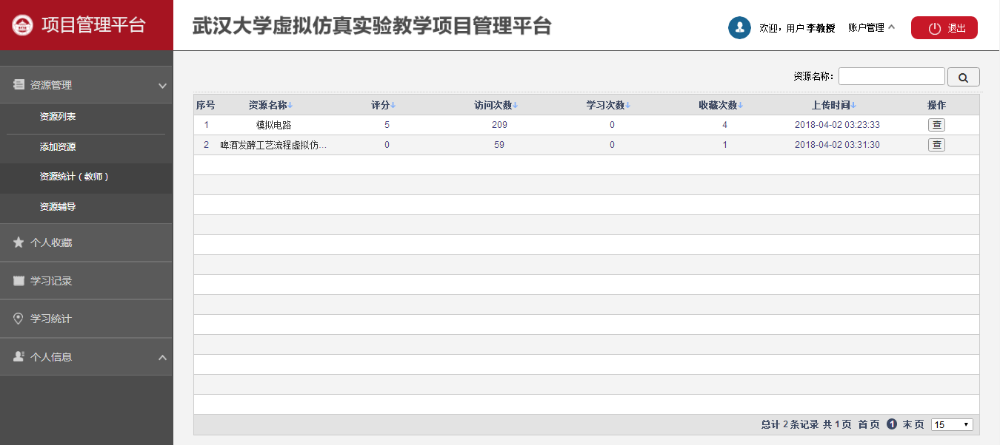 项目管理平台
武汉大学虚拟仿真实验教学项目管理平台
欢迎，用户 李教授 账户管理 退出
资源管理
资源列表
添加资源
资源统计（教师）
资源辅导
个人收藏
学习记录
学习统计
个人信息
资源名称：
序号 资源名称↓ 评分↓ 访问次数↓ 学习次数↓ 收藏次数↓ 上传时间↓ 操作
1 模拟电路 5 209 0 4 2018-04-02 03:23:33 查
2 啤酒发酵工艺流程虚拟仿... 0 59 0 1 2018-04-02 03:31:30 查
总计 2 条记录 共 1 页 首 页 1 末 页 15